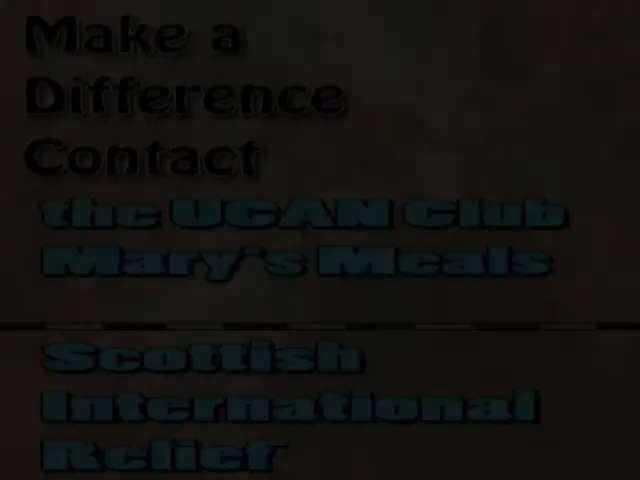 Make a
Difference
Contact
the UCAN Club
Mary's Meals
Scottish
International
Relief